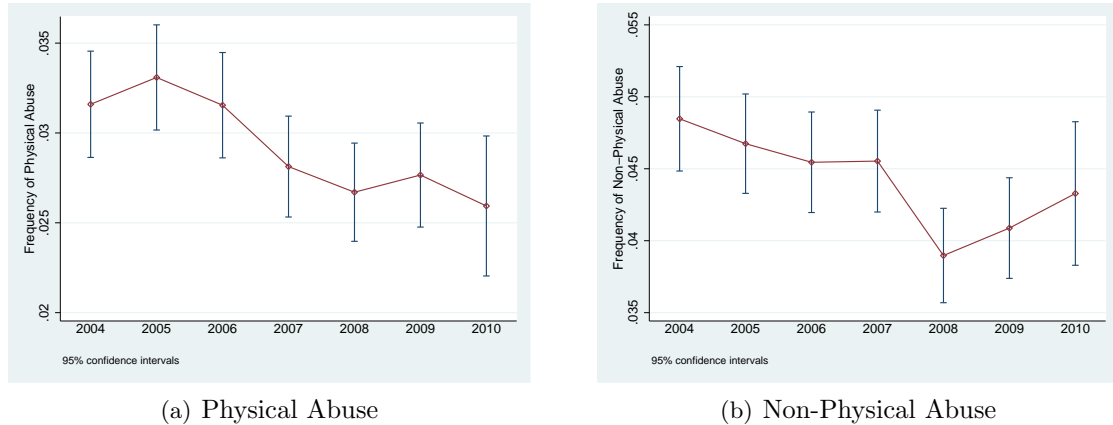 Frequency of Physical Abuse
.035
.03
.025
.02
2004 2005 2006 2007 2008 2009 2010
95% confidence intervals
(a) Physical Abuse
Frequency of Non−Physical Abuse
.055
.05
.045
.04
.035
2004 2005 2006 2007 2008 2009 2010
95% confidence intervals
(b) Non-Physical Abuse